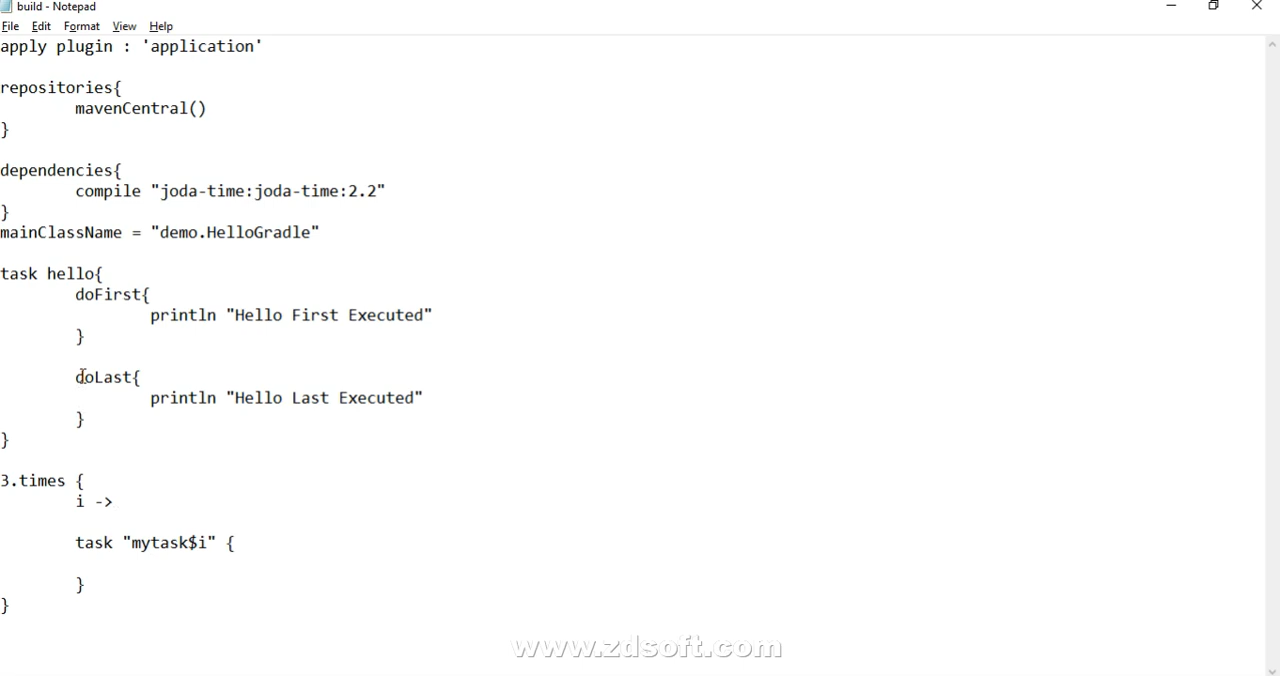 build - Notepad
File Edit Format View Help
apply plugin : 'application'
repositories{
mavenCentral()
}
dependencies{
compile "joda-time:joda-time:2.2"
}
mainClassName = "demo.HelloGradle"
task hello{
doFirst{
println "Hello First Executed"
}
doLast{
println "Hello Last Executed"
}
}
3.times {
i ->
task "mytask$i" {
}
}
www.zdsoft.com